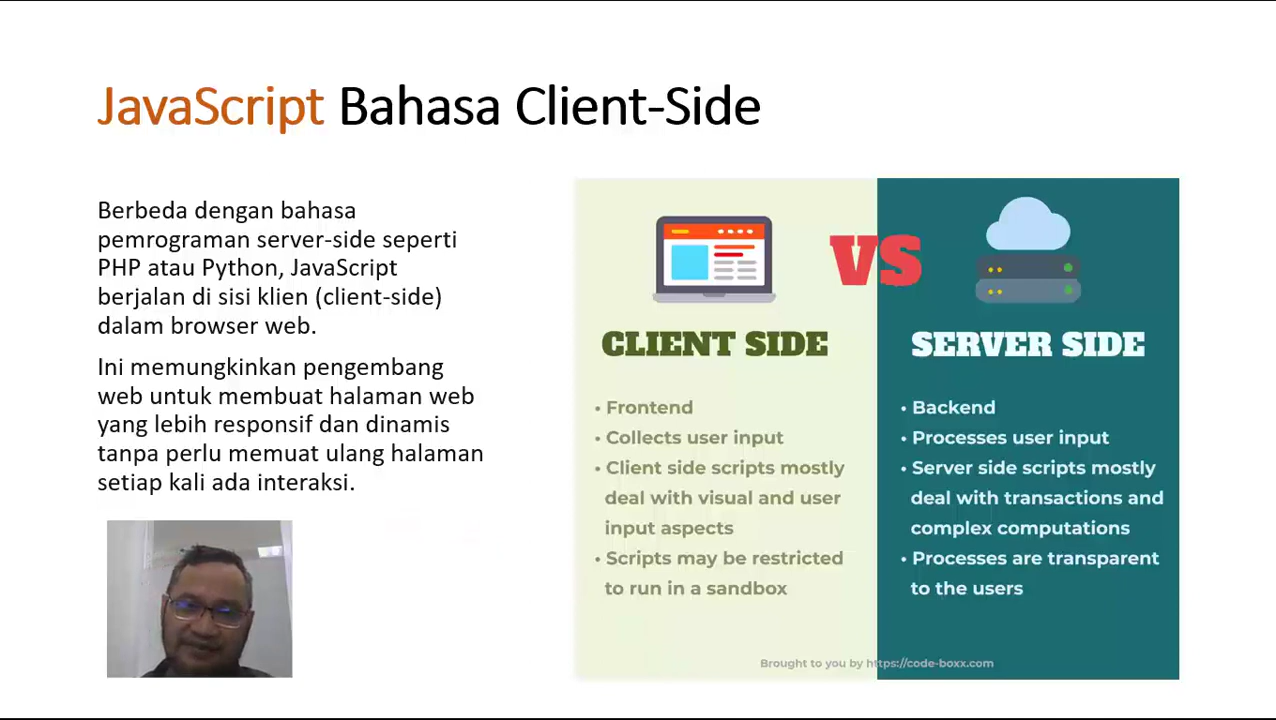 JavaScript Bahasa Client-Side
Berbeda dengan bahasa
pemrograman server-side seperti
PHP atau Python, JavaScript
berjalan di sisi klien (client-side)
dalam browser web.
Ini memungkinkan pengembang
web untuk membuat halaman web
yang lebih responsif dan dinamis
tanpa perlu memuat ulang halaman
setiap kali ada interaksi.
VS
CLIENT SIDE
• Frontend
• Collects user input
• Client side scripts mostly
deal with visual and user
input aspects
• Scripts may be restricted
to run in a sandbox
SERVER SIDE
• Backend
• Processes user input
• Server side scripts mostly
deal with transactions and
complex computations
• Processes are transparent
to the users
Brought to you by https://code-boxx.com